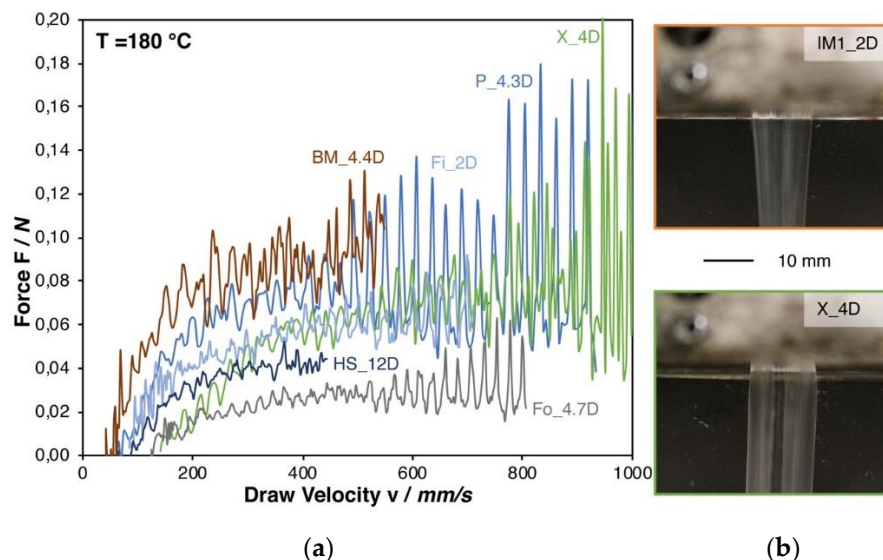 T =180 °C
Force F / N
0,20
0,18
0,16
0,14
0,12
0,10
0,08
0,06
0,04
0,02
0,00
X_4D
P_4.3D
BM_4.4D
Fi_2D
HS_12D
Fo_4.7D
0
200
400
600
800
1000
Draw Velocity v / mm/s
(a)
IM1_2D
10 mm
X_4D
(b)